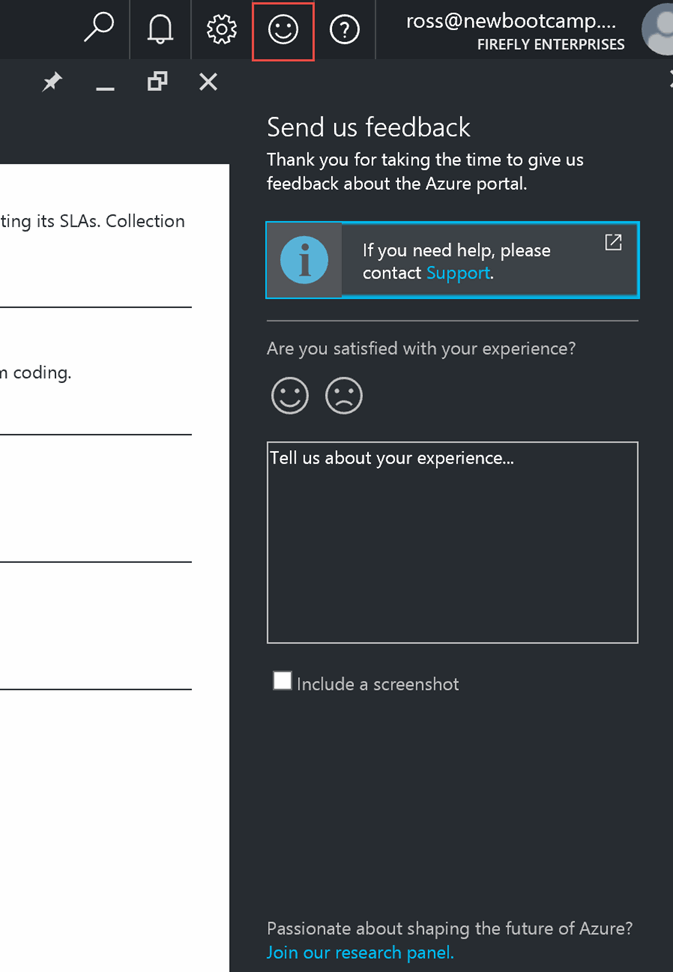 ross@newbootcamp....
FIREFLY ENTERPRISES
ting its SLAs. Collection
coding.
Send us feedback
Thank you for taking the time to give us
feedback about the Azure portal.
If you need help, please
contact Support.
Are you satisfied with your experience?
Tell us about your experience...
Include a screenshot
Passionate about shaping the future of Azure?
Join our research panel.